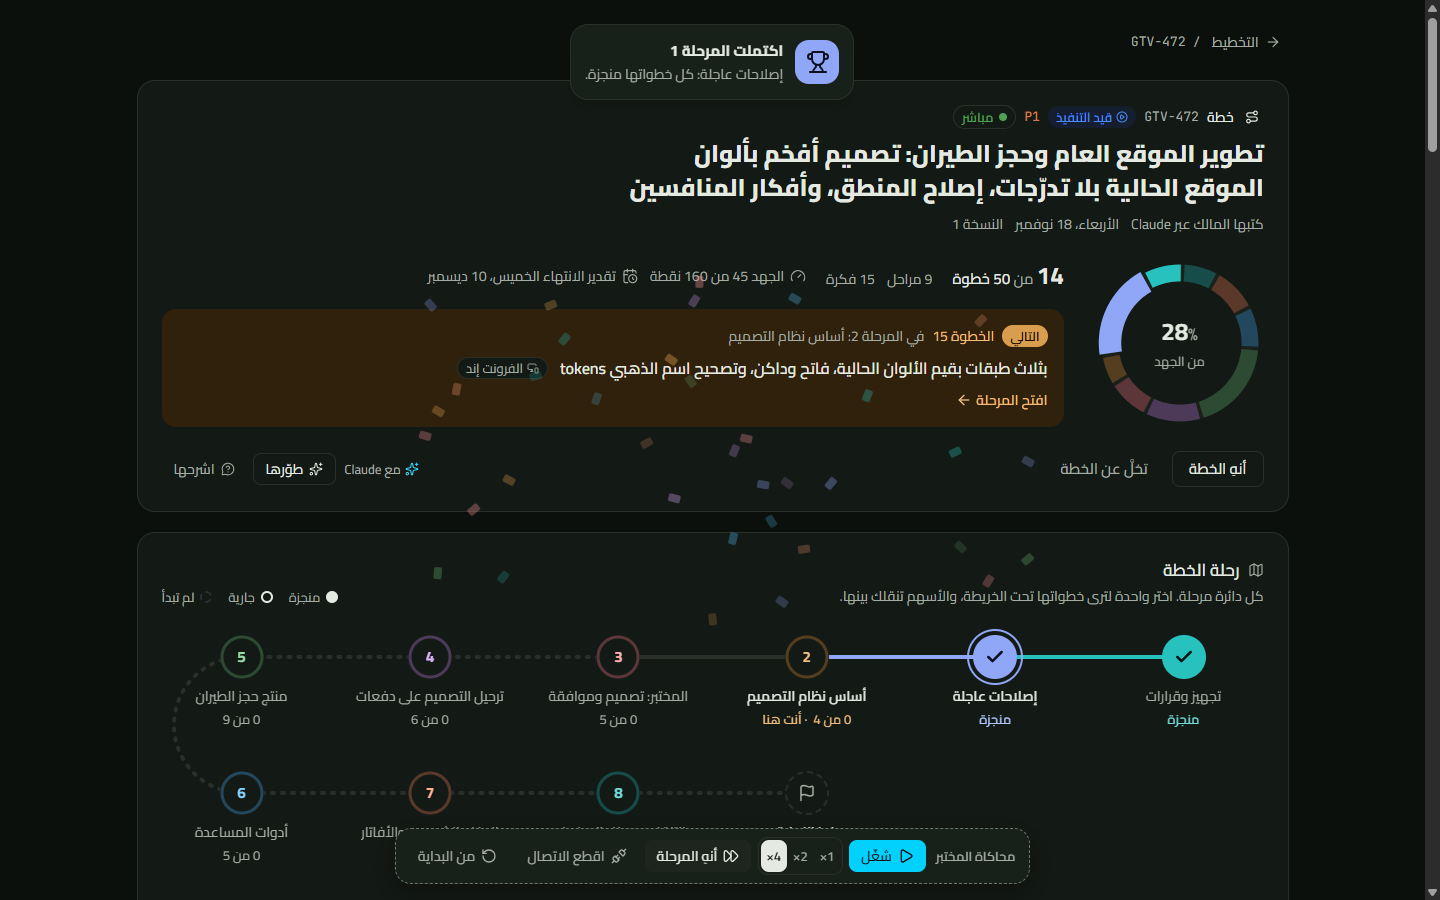 التخطيط / GTV-472
اكتملت المرحلة 1
إصلاحات عاجلة: كل خطواتها منجزة.
خطة GTV-472 قيد التنفيذ P1 مباشر
تطوير الموقع العام وحجز الطيران: تصميم أفخم بألوان
الموقع الحالية بلا تدرّجات، إصلاح المنطق، وأفكار المنافسين
كتبها المالك عبر Claude الأربعاء، 18 نوفمبر النسخة 1
28%
من الجهد
14 من 50 خطوة 9 مراحل 15 فكرة الجهد 45 من 160 نقطة تقدير الانتهاء الخميس، 10 ديسمبر
التالي الخطوة 15 في المرحلة 2: أساس نظام التصميم
tokens بثلاث طبقات بقيم الألوان الحالية، فاتح وداكن، وتصحيح اسم الذهبي الفرونت إند
افتح المرحلة
أنهِ الخطة تخلَّ عن الخطة مع Claude طوّرها اشرحها
رحلة الخطة
كل دائرة مرحلة. اختر واحدة لترى خطواتها تحت الخريطة، والأسهم تنقلك بينها.
منجزة جارية لم تبدأ
2 3 4 5
تجهيز وقرارات إصلاحات عاجلة أساس نظام التصميم المختبر: تصميم وموافقة ترحيل التصميم على دفعات منتج حجز الطيران
منجزة منجزة 0 من 4 · أنت هنا 0 من 5 0 من 6 0 من 9
8 7 6
والأفاتار أدوات المساعدة
0 من 5
محاكاة المختبر شغّل ×1 ×2 ×4 أنهِ المرحلة اقطع الاتصال من البداية